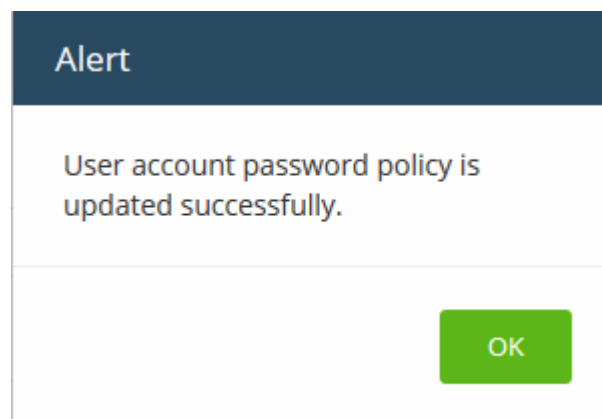 Alert
User account password policy is
updated successfully.
OK